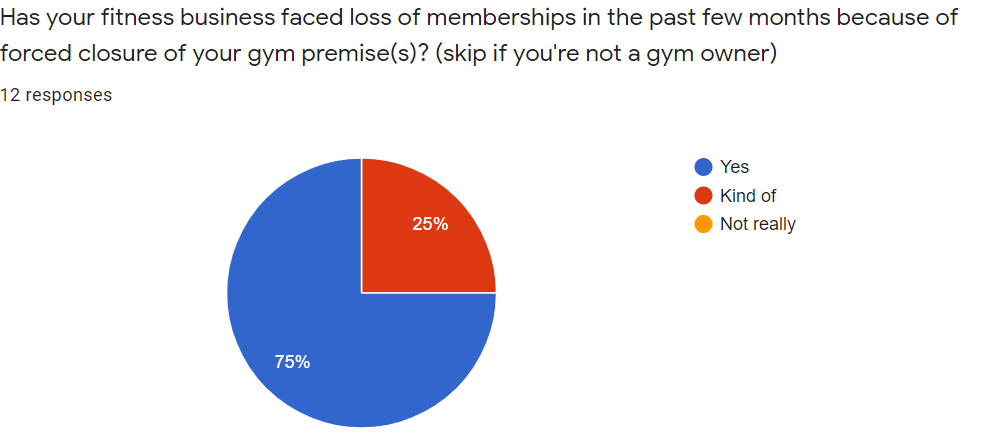 Has your fitness business faced loss of memberships in the past few months because of
forced closure of your gym premise(s)? (skip if you're not a gym owner)
12 responses
Yes
Kind of
Not really
25%
75%